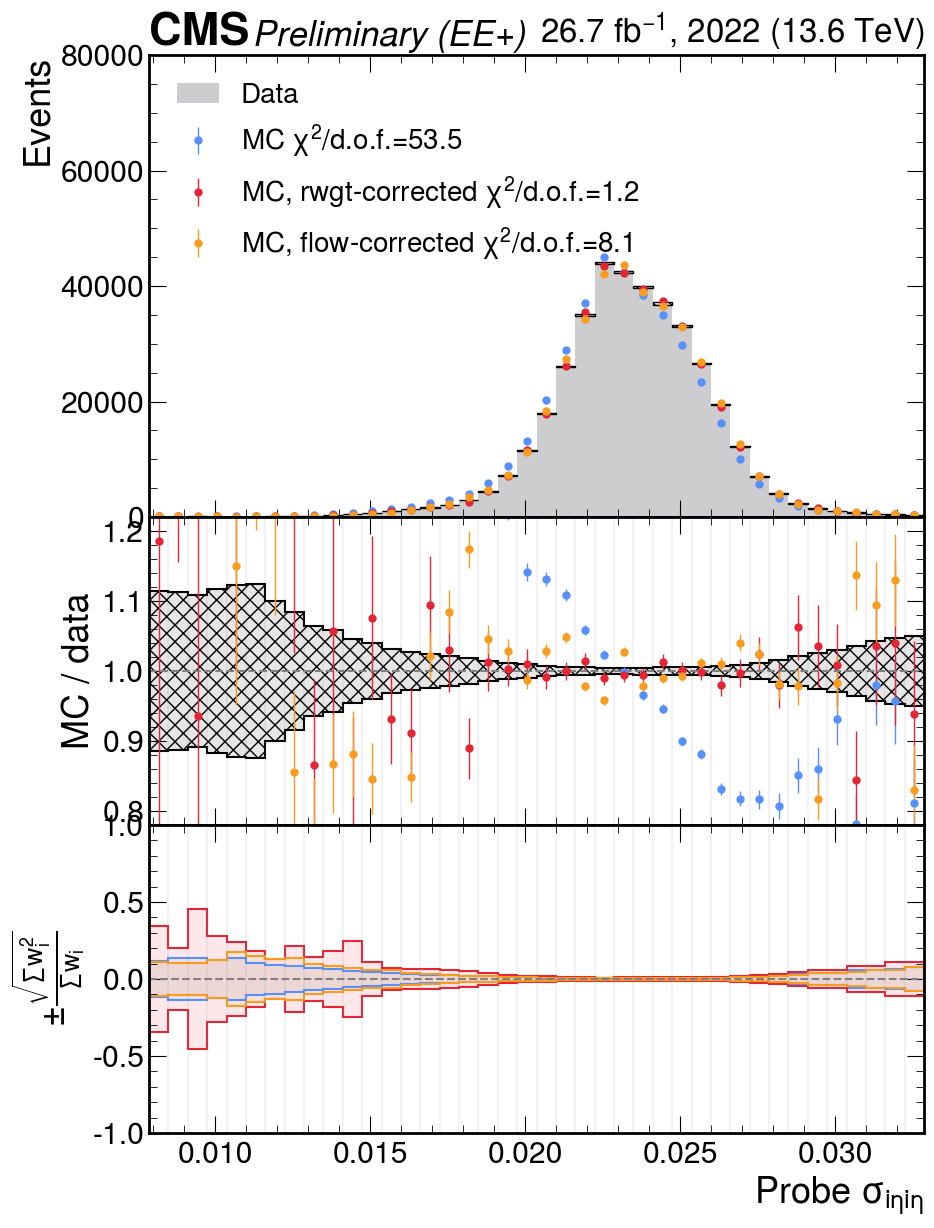 CMS Preliminary (EE+) 26.7 fb⁻¹, 2022 (13.6 TeV)
80000
Events
Data
MC χ²/d.o.f.=53.5
60000
MC, rwgt-corrected χ²/d.o.f.=1.2
MC, flow-corrected χ²/d.o.f.=8.1
40000
20000
0
1.2
1.1
MC / data
1.0
0.9
0.8
1.0
0.5
± √Σwᵢ² / Σwᵢ
0.0
-0.5
-1.0
0.010 0.015 0.020 0.025 0.030
Probe σiηiη